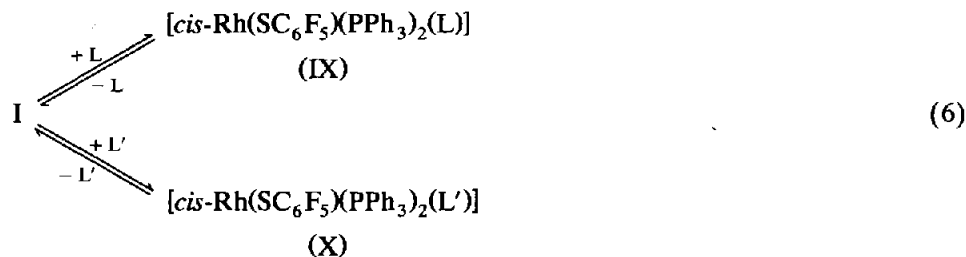 [cis-Rh(SC₆F₅)(PPh₃)₂(L)]
(IX)
+ L
− L
I
(6)
+ L′
− L′
[cis-Rh(SC₆F₅)(PPh₃)₂(L′)]
(X)